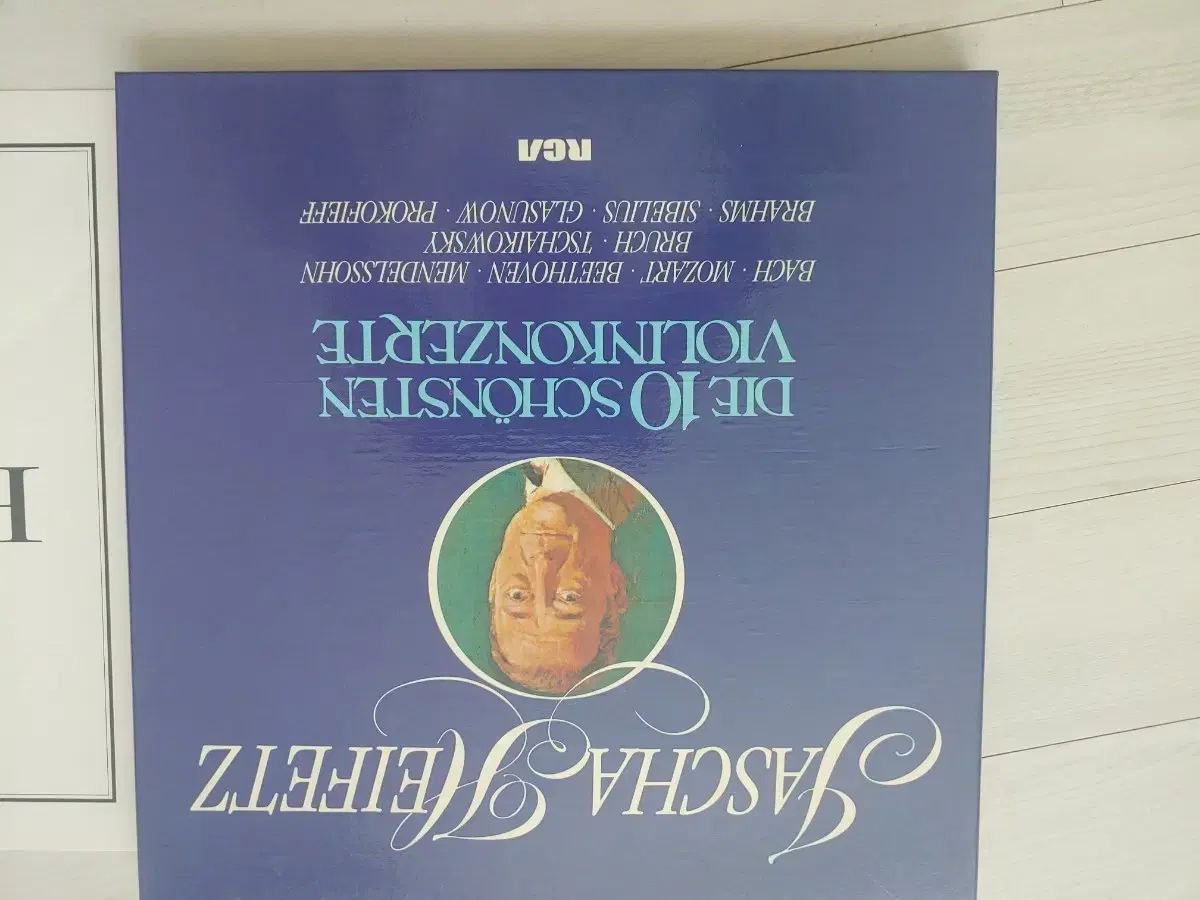 JASCHA HEIFETZ
DIE 10 SCHÖNSTEN
VIOLINKONZERTE
BACH · MOZART · BEETHOVEN · MENDELSSOHN
BRUCH · TSCHAIKOWSKY
BRAHMS · SIBELIUS · GLASUNOW · PROKOFIEFF
RCA
H